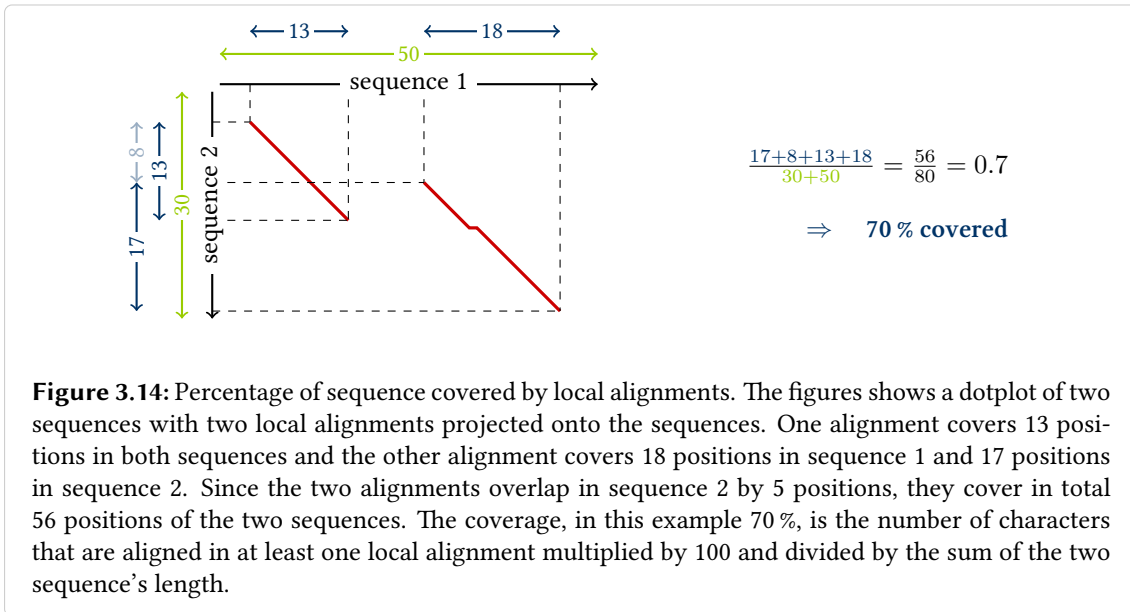 13
18
50
sequence 1
8
13
30
17
sequence 2
17+8+13+18
30+50
= 56/80 = 0.7
⇒ 70 % covered
Figure 3.14: Percentage of sequence covered by local alignments. The figures shows a dotplot of two
sequences with two local alignments projected onto the sequences. One alignment covers 13 posi-
tions in both sequences and the other alignment covers 18 positions in sequence 1 and 17 positions
in sequence 2. Since the two alignments overlap in sequence 2 by 5 positions, they cover in total
56 positions of the two sequences. The coverage, in this example 70 %, is the number of characters
that are aligned in at least one local alignment multiplied by 100 and divided by the sum of the two
sequence's length.